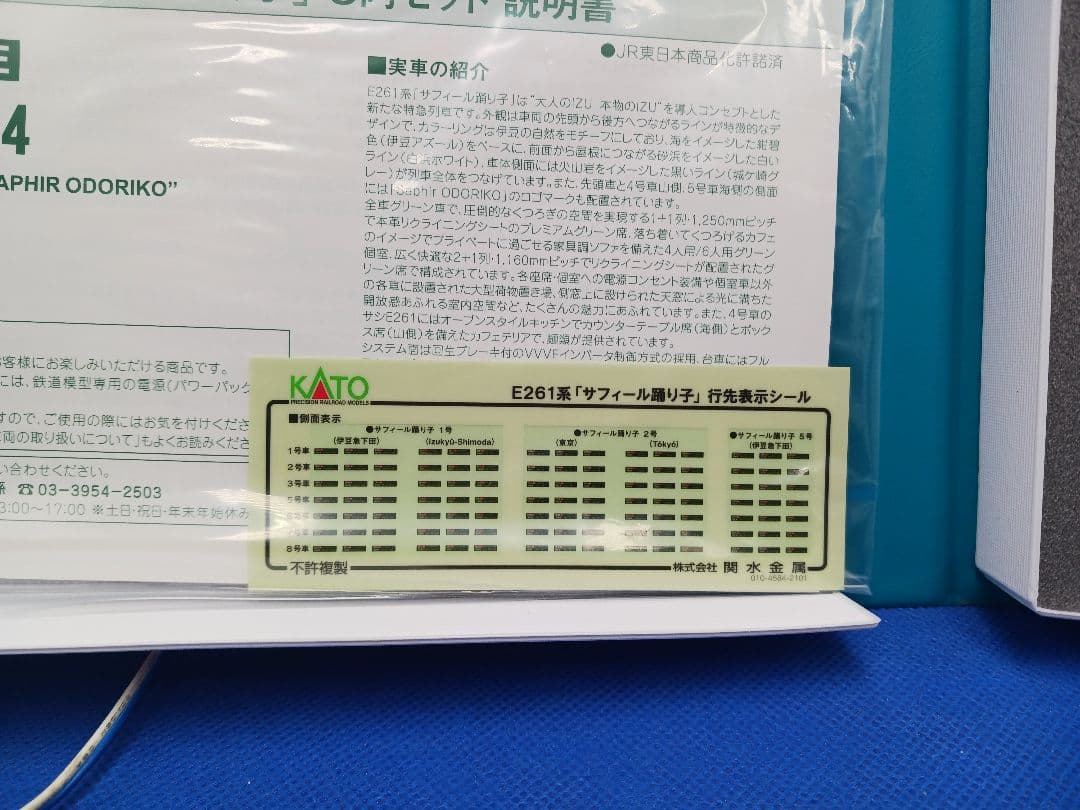 両セット 説明書
●JR東日本商品化許諾済
■実車の紹介
E261系「サフィール踊り子」は"大人のIZU 本物のIZU"を導入コンセプトとした
新たな特急列車です。外観は車両の先頭から後方へつながるラインが特徴的なデ
ザインで、カラーリングは伊豆の自然をモチーフにしており、海をイメージした紺碧
色(伊豆アズール)をベースに、前面から屋根につながる砂浜をイメージした白い
ライン(白浜ホワイト)、車体側面には火山岩をイメージした黒いライン(城ケ崎グ
レー)が列車全体をつなげています。また、先頭車と4号車山側、5号車海側の側面
には「Saphir ODORIKO」のロゴマークも配置されています。
全車グリーン車で、圧倒的なくつろぎの空間を実現する1+1列・1,250mmピッチ
で本革リクライニングシートのプレミアムグリーン席、落ち着いてくつろげるカフェ
のイメージでプライベートに過ごせる家具調ソファを備えた4人用/6人用グリーン
個室、広く快適な2+1列・1,160mmピッチでリクライニングシートが配置されたグ
リーン席で構成されています。各座席・個室への電源コンセント装備や個室車以外
の各車に設置された大型荷物置き場、側窓上に設けられた天窓による光に満ちた
開放感あふれる室内空間など、たくさんの魅力にあふれています。また、4号車の
サシE261にはオープンスタイルキッチンでカウンターテーブル席(海側)とボック
ス席(山側)を備えたカフェテリアで、麺類が提供されています。
システム面は回生ブレーキ付のVVVFインバータ制御方式の採用、台車にはフル
目
4
APHIR ODORIKO"
お客様にお楽しみいただける商品です。
には、鉄道模型専用の電源(パワーパック
すので、ご使用の際にはお気を付けくださ
車両の取り扱いについて」もよくお読みくださ
い合わせください。
係 ☎03-3954-2503
3:00〜17:00 ※土日・祝日・年末年始休み
KATO
PRECISION RAILROAD MODELS
E261系「サフィール踊り子」行先表示シール
■側面表示
●サフィール踊り子 1号
(伊豆急下田) (Izukyū-Shimoda)
●サフィール踊り子 2号
(東京) (Tōkyō)
●サフィール踊り子 5号
(伊豆急下田)
1号車
2号車
3号車
5号車
6号車
7号車
8号車
不許複製
株式会社 関水金属
010-4584-2101